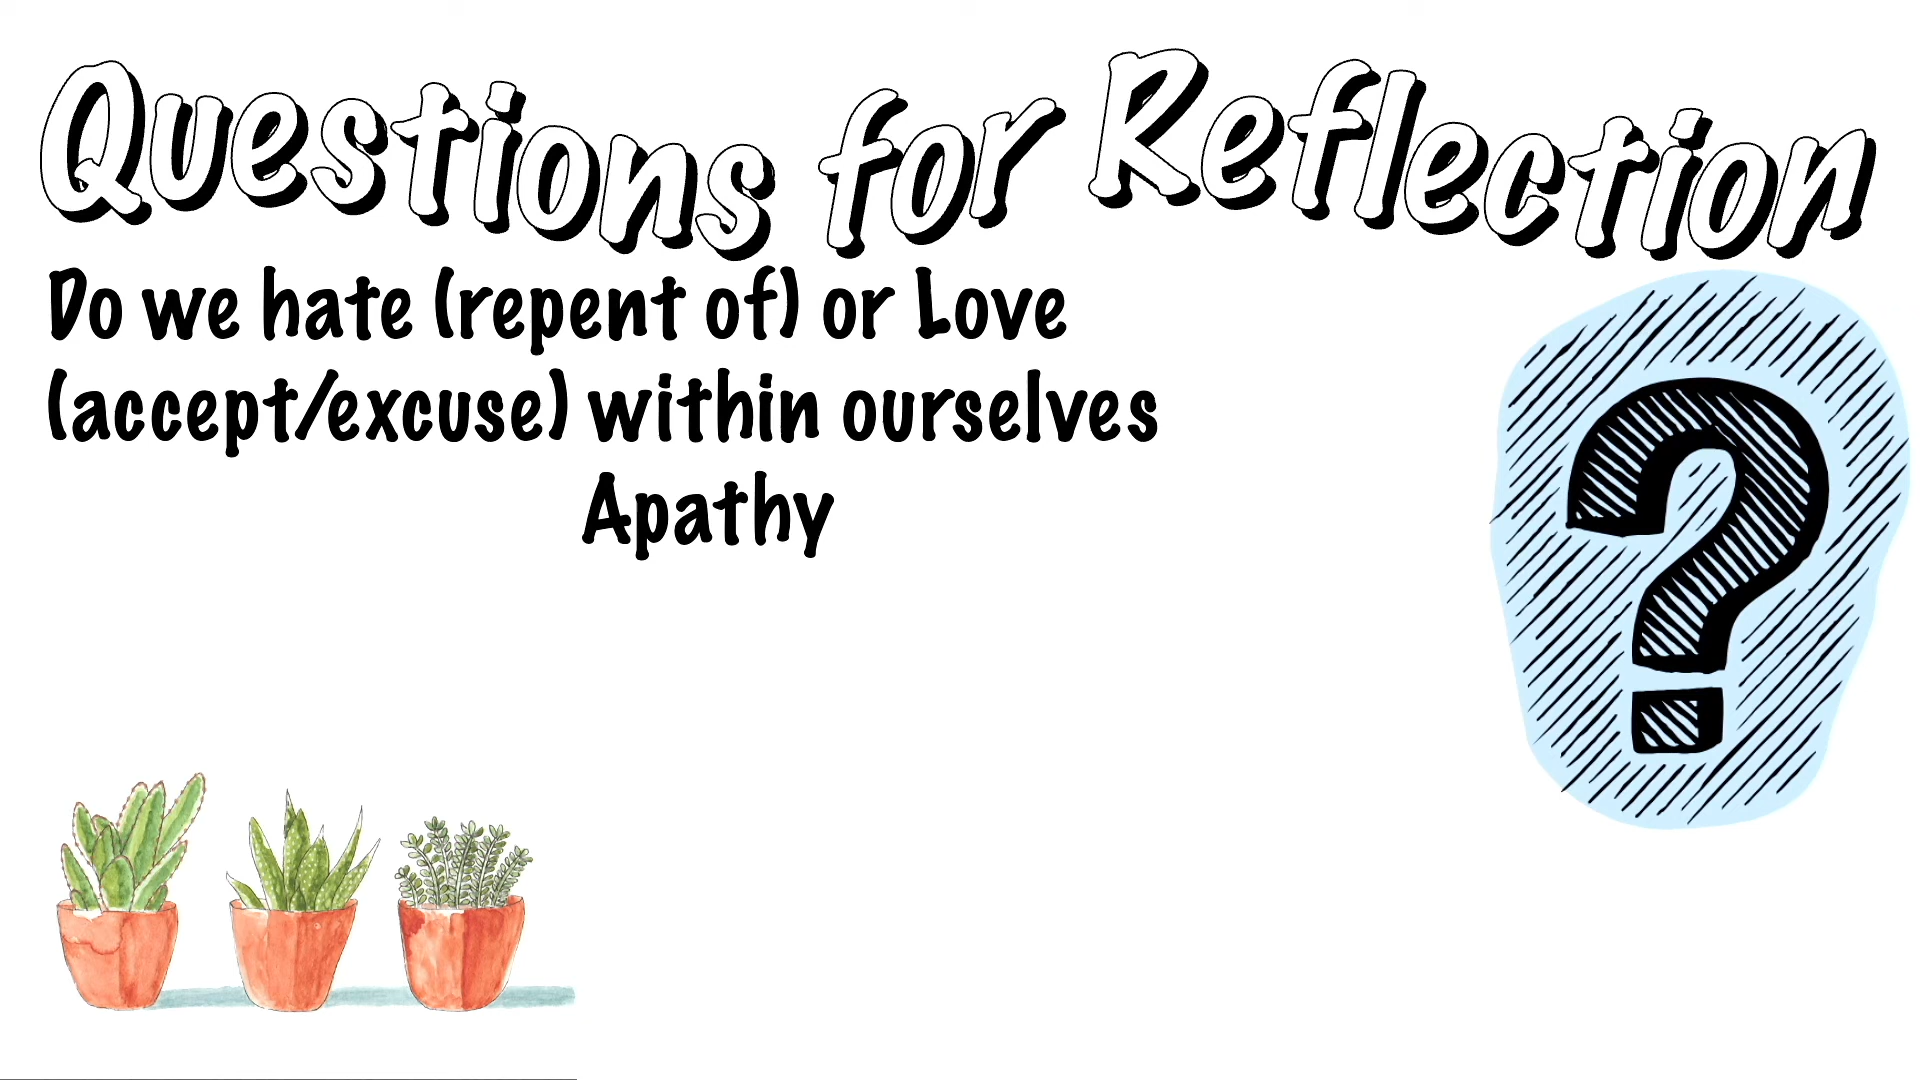 Questions for Reflection
Do we hate (repent of) or Love
(accept/excuse) within ourselves
Apathy
?